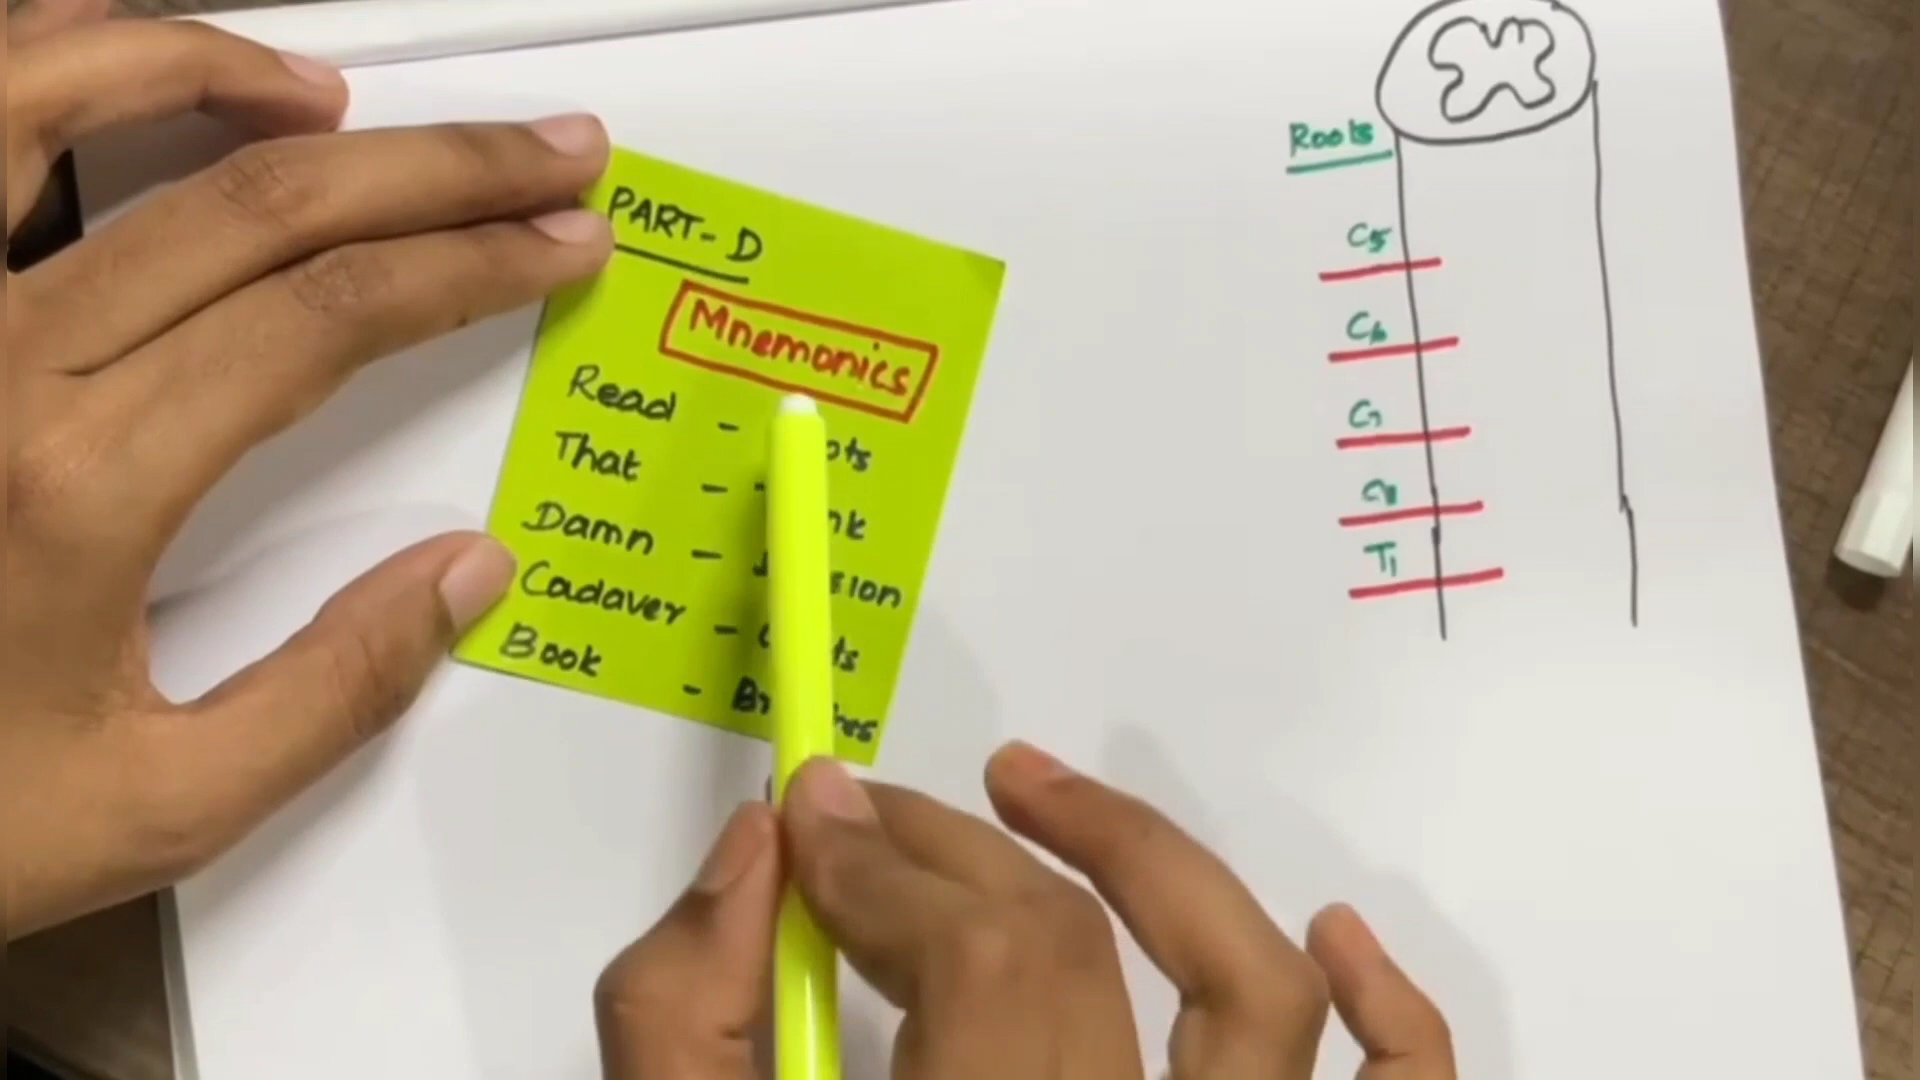 PART- D
Mnemonics
Read -
That -
Damn -
Cadaver -
Book -
Roots
C5
C6
C7
C8
T1